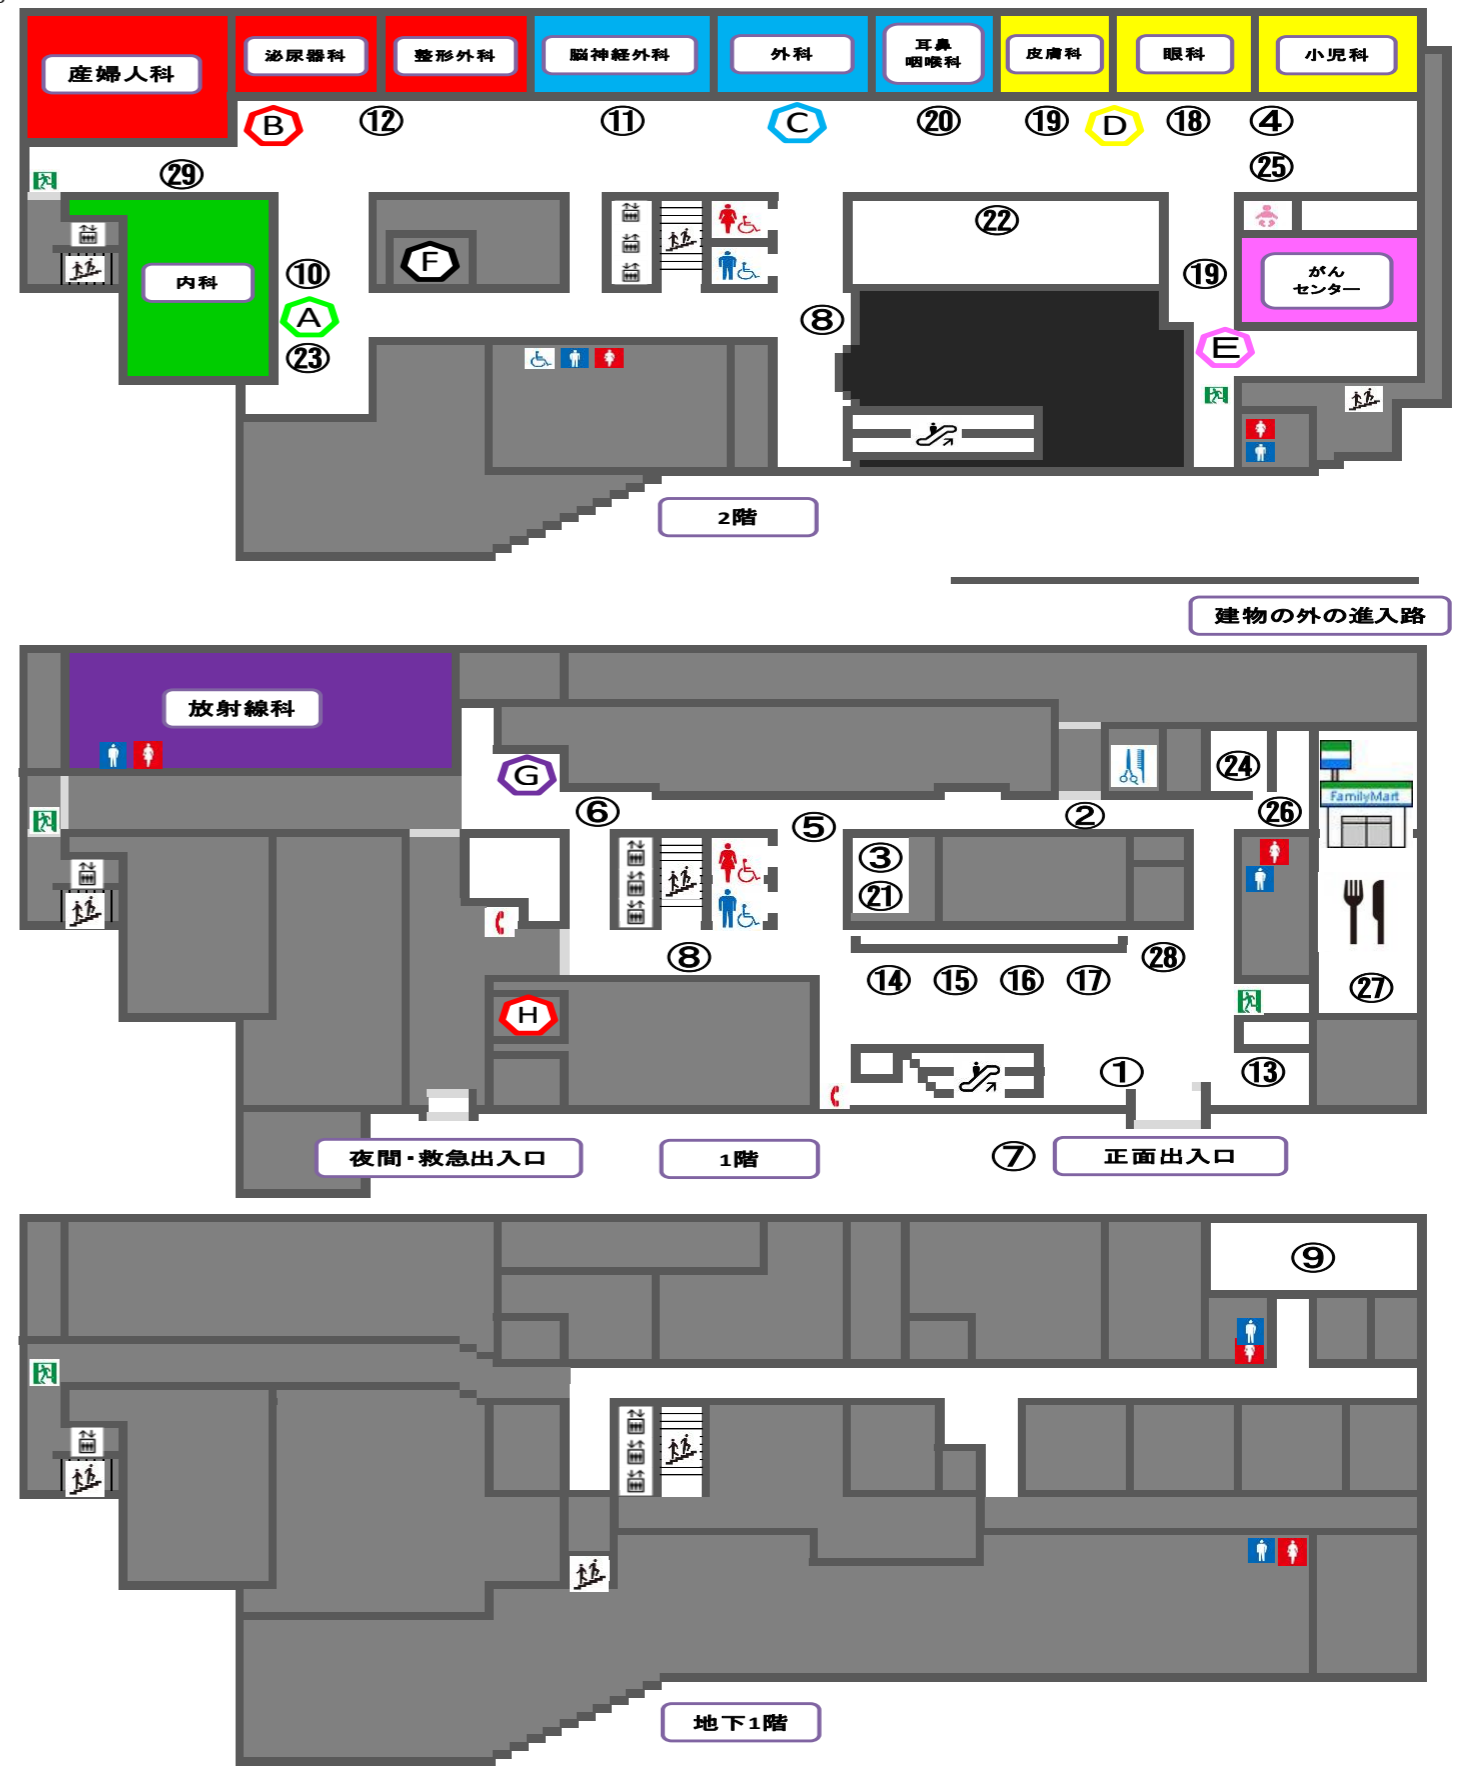 産婦人科
泌尿器科
整形外科
脳神経外科
外科
耳鼻
咽喉科
皮膚科
眼科
小児科
B
⑫
⑪
C
⑳
⑲
D
⑱
④
㉙
㉕
㉒
内科
⑩
F
A
㉓
⑧
⑲
がん
センター
E
2階
建物の外の進入路
放射線科
G
㉔
FamilyMart
⑥
⑤
②
㉖
③
㉑
⑧
⑭
⑮
⑯
⑰
㉘
㉗
H
①
⑬
夜間・救急出入口
1階
⑦
正面出入口
⑨
地下1階